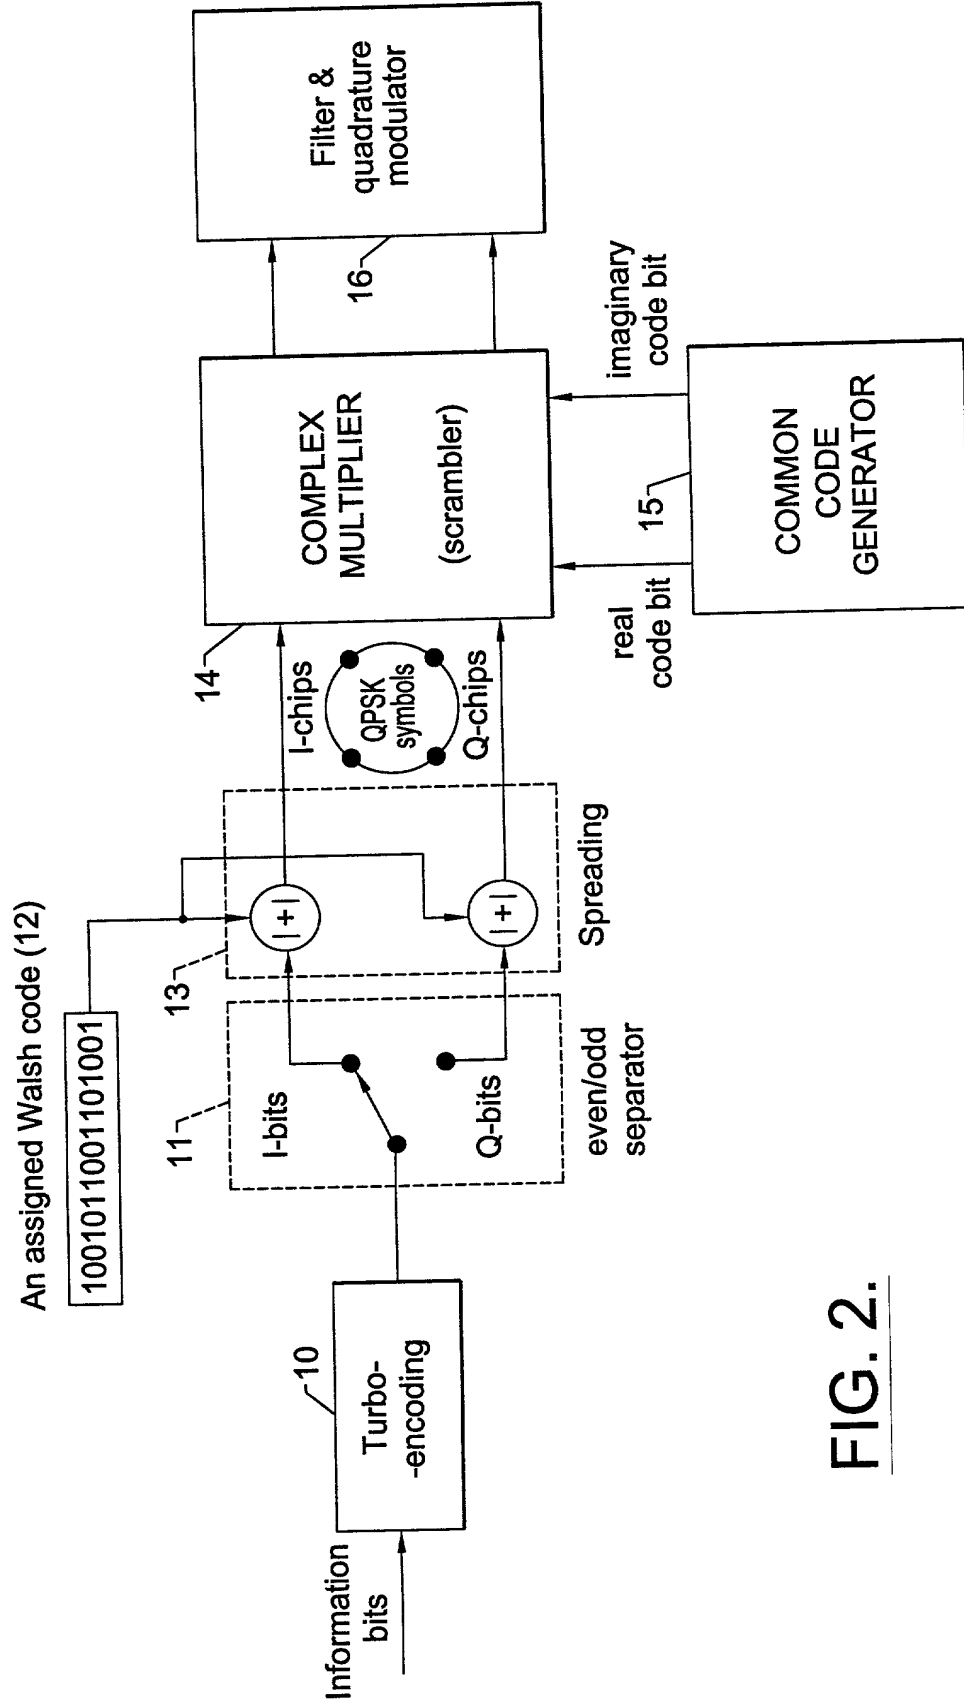 An assigned Walsh code (12)
1001011001101001
Information
bits
10
Turbo-
-encoding
11
I-bits
Q-bits
even/odd
separator
13
|+|
|+|
Spreading
I-chips
QPSK
symbols
Q-chips
14
COMPLEX
MULTIPLIER
(scrambler)
real
code bit
imaginary
code bit
15
COMMON
CODE
GENERATOR
16
Filter &
quadrature
modulator
FIG. 2.